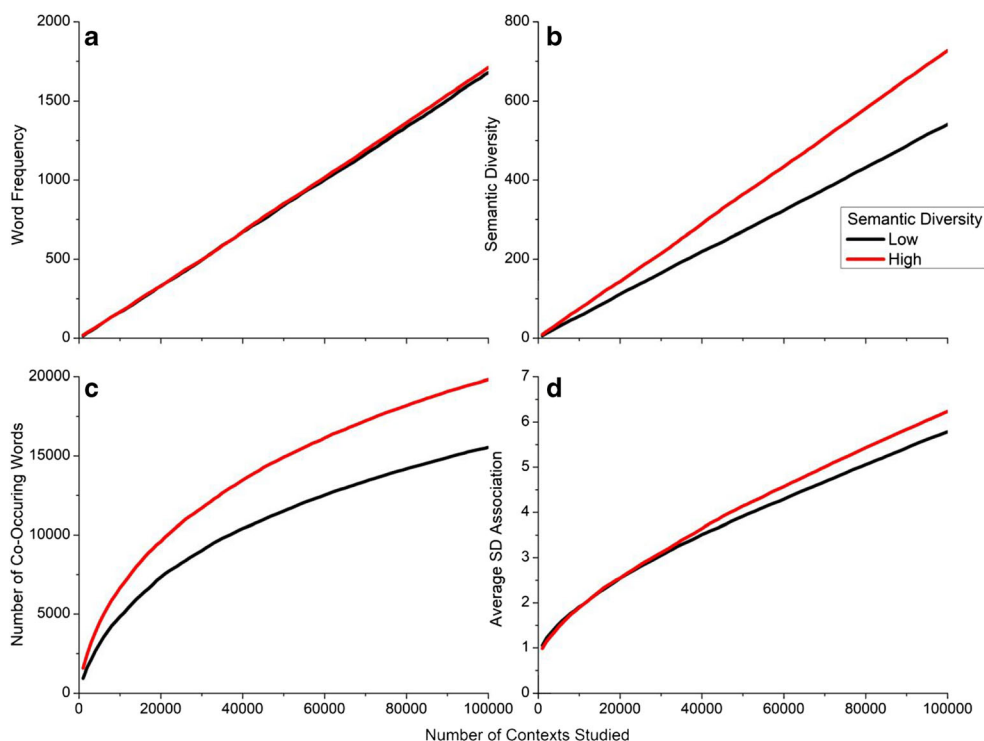 a
2000
1500
1000
500
0
Word Frequency
b
800
600
400
200
0
Semantic Diversity
Semantic Diversity
Low
High
c
20000
15000
10000
5000
0
Number of Co-Occuring Words
0 20000 40000 60000 80000 100000
d
7
6
5
4
3
2
1
0
Average SD Association
0 20000 40000 60000 80000 100000
Number of Contexts Studied